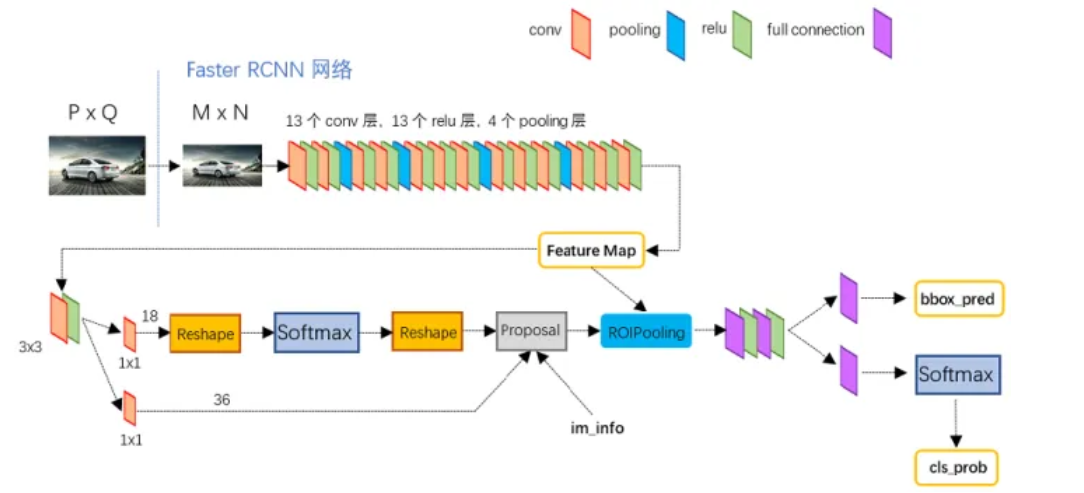 conv
pooling
relu
full connection
Faster RCNN 网络
P x Q
M x N
13 个 conv 层, 13 个 relu 层, 4 个 pooling 层
Feature Map
3x3
18
1x1
Reshape
Softmax
Reshape
Proposal
ROIPooling
bbox_pred
Softmax
cls_prob
36
1x1
im_info